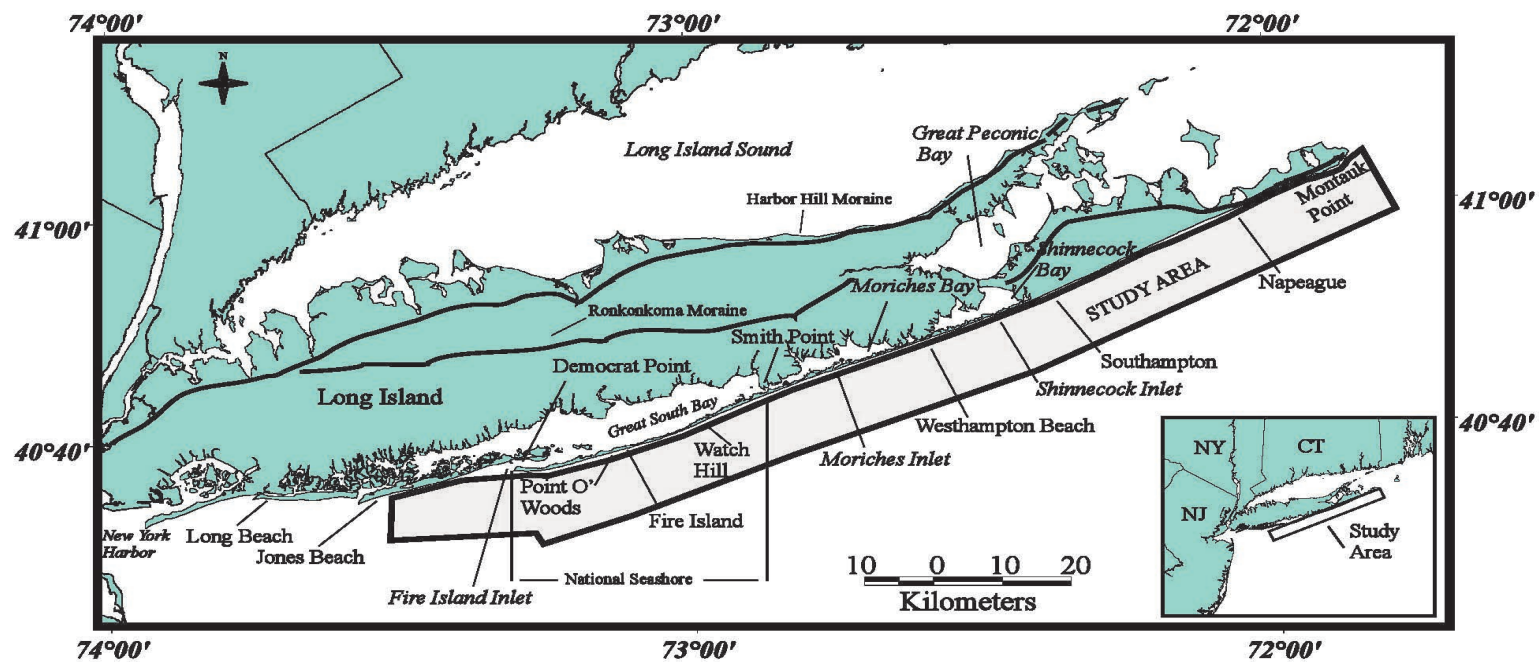 74°00'
73°00'
72°00'
N
Great Peconic
Bay
Long Island Sound
Harbor Hill Moraine
Montauk
Point
41°00'
41°00'
Shinnecock
Bay
Moriches Bay
STUDY AREA
Napeague
Ronkonkoma Moraine
Smith Point
Democrat Point
Southampton
Shinnecock Inlet
Long Island
Great South Bay
Westhampton Beach
40°40'
40°40'
Watch
Hill
Moriches Inlet
Point O'
Woods
Fire Island
New York
Harbor
Long Beach
Jones Beach
National Seashore
Fire Island Inlet
10 0 10 20
Kilometers
NY
CT
NJ
Study
Area
74°00'
73°00'
72°00'